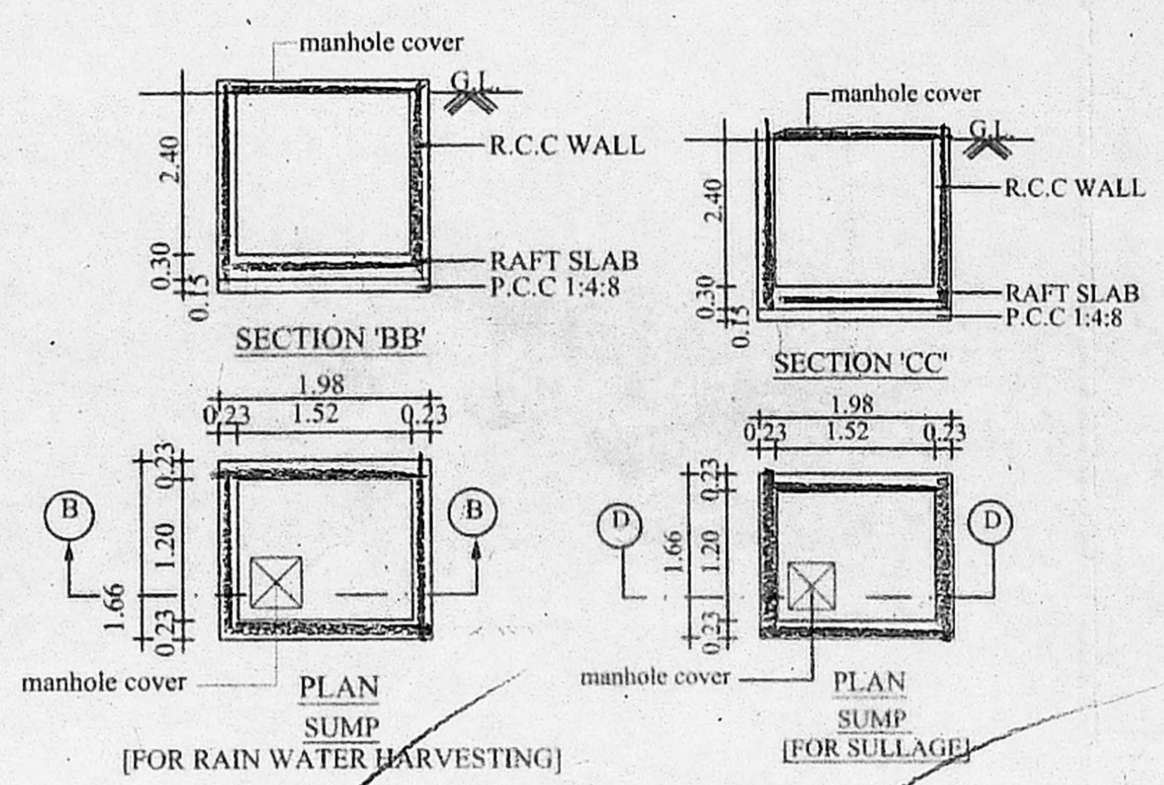 manhole cover
G.L.
2.40
R.C.C WALL
0.30
RAFT SLAB
0.15
P.C.C 1:4:8
SECTION 'BB'
1.98
0.23 1.52 0.23
0.23
B
B
1.20
1.66
0.23
manhole cover
PLAN
SUMP
[FOR RAIN WATER HARVESTING]
manhole cover
G.L.
2.40
R.C.C WALL
0.30
RAFT SLAB
0.15
P.C.C 1:4:8
SECTION 'CC'
1.98
0.23 1.52 0.23
0.23
D
D
1.20
1.66
0.23
manhole cover
PLAN
SUMP
[FOR SULLAGE]